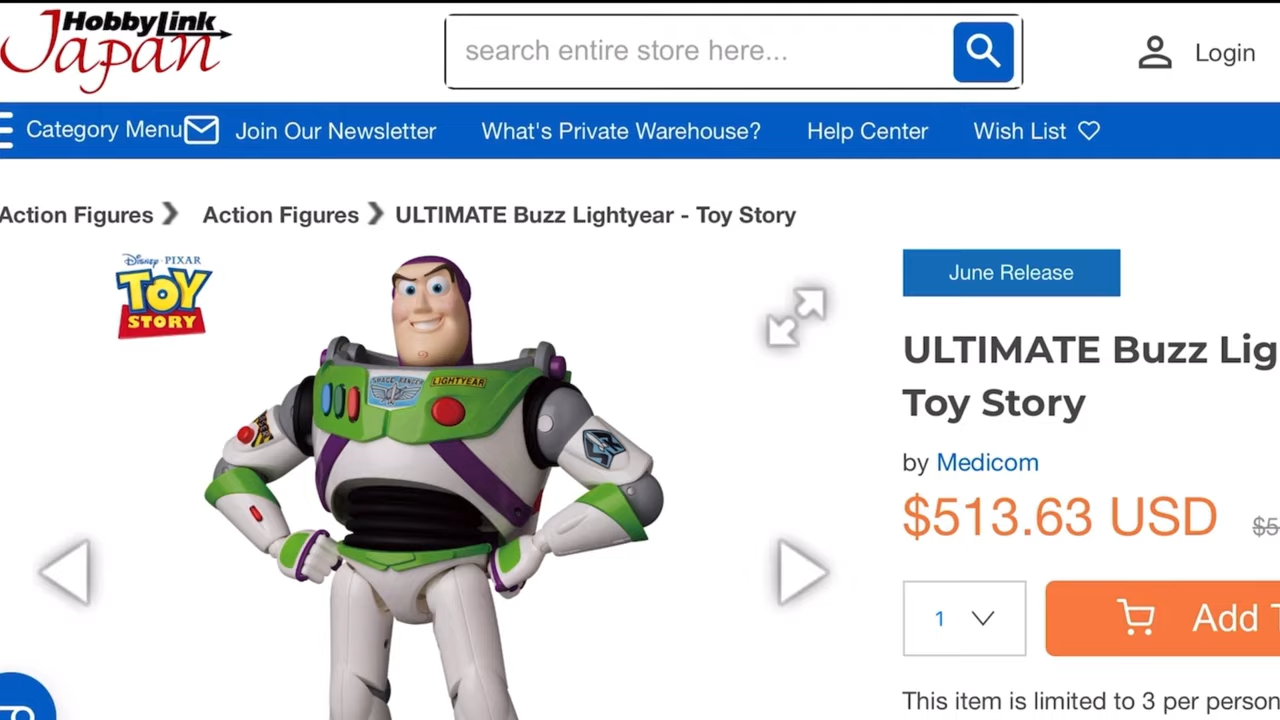 HobbyLink
Japan
search entire store here...
Login
Category Menu
Join Our Newsletter
What's Private Warehouse?
Help Center
Wish List
Action Figures
Action Figures
ULTIMATE Buzz Lightyear - Toy Story
Disney · PIXAR
TOY
STORY
SPACE RANGER
LIGHTYEAR
June Release
ULTIMATE Buzz Lig
Toy Story
by Medicom
$513.63 USD
$5
1
Add T
This item is limited to 3 per person